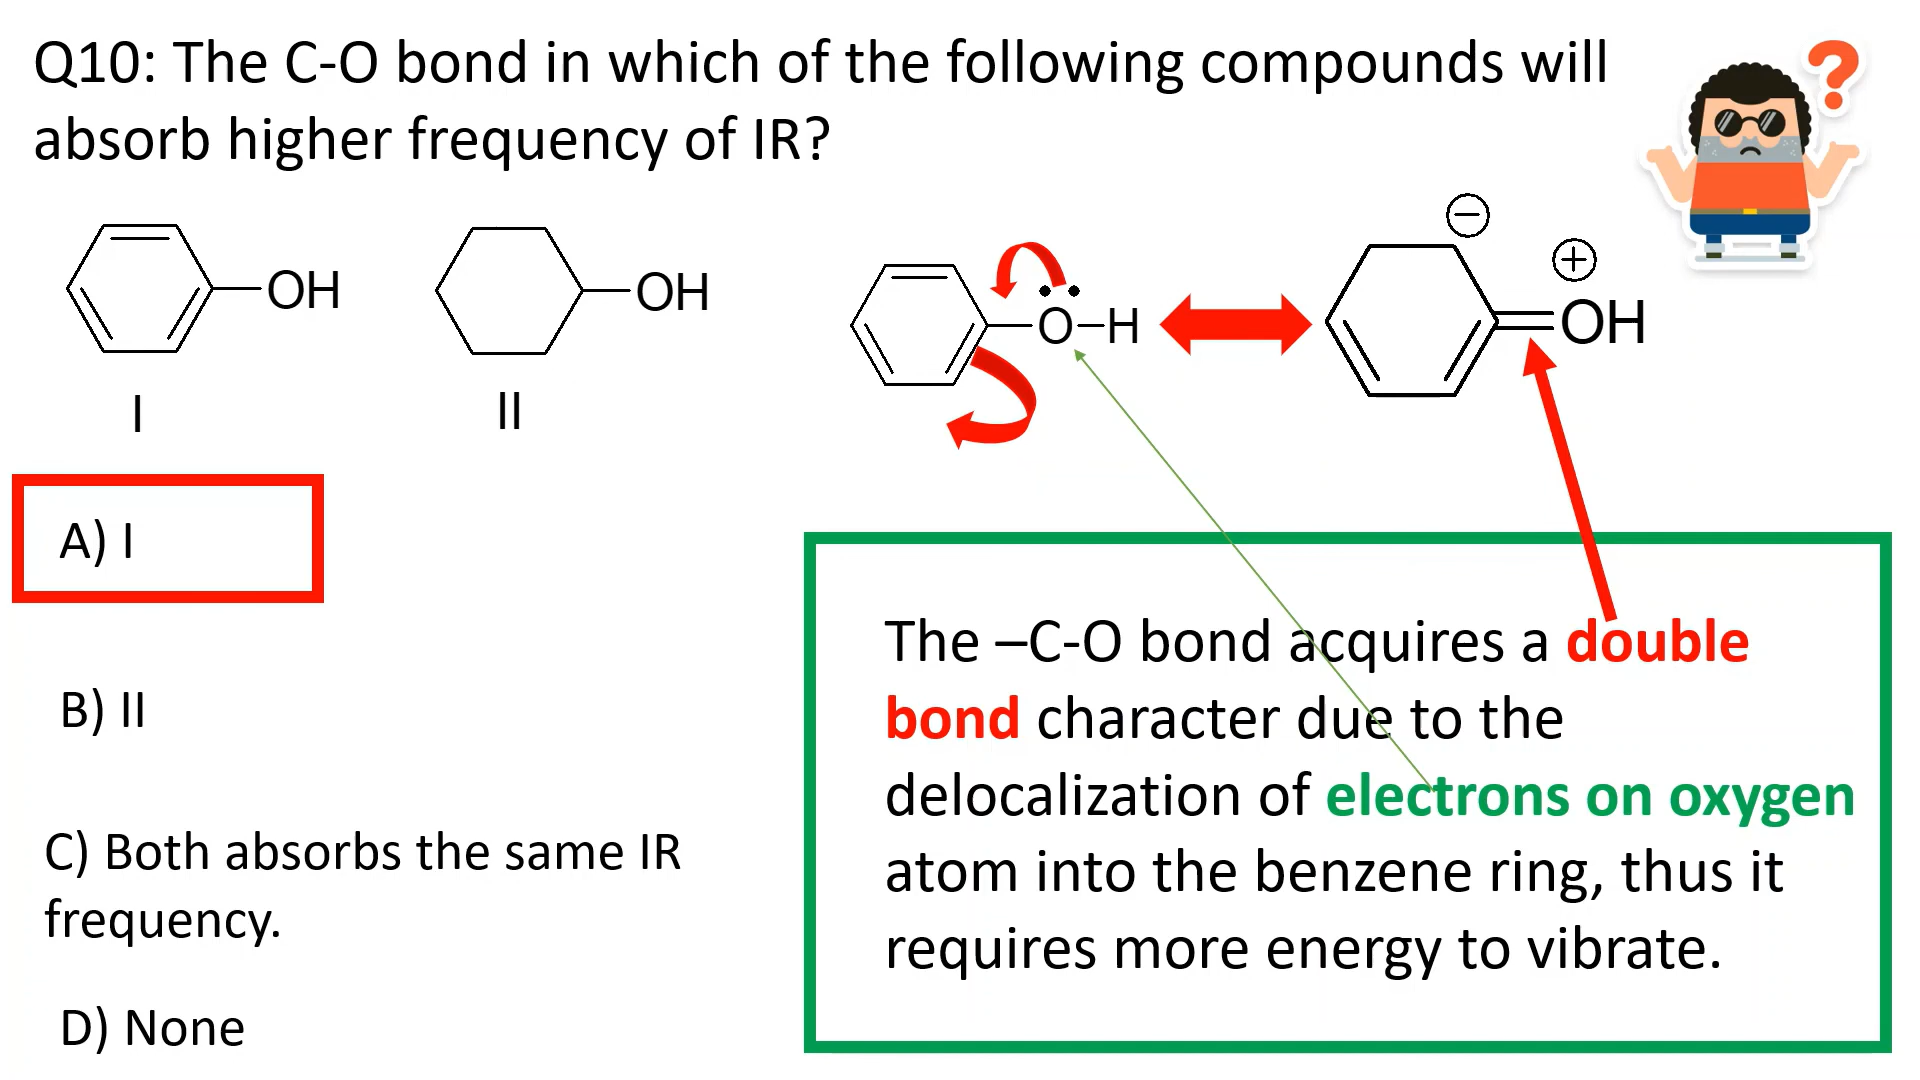 Q10: The C-O bond in which of the following compounds will
absorb higher frequency of IR?
?
OH
OH
I
II
O–H
OH
A) I
B) II
C) Both absorbs the same IR
frequency.
D) None
The –C-O bond acquires a double
bond character due to the
delocalization of electrons on oxygen
atom into the benzene ring, thus it
requires more energy to vibrate.